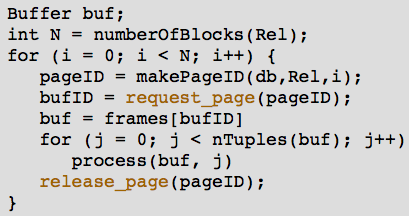 Buffer buf;
int N = numberOfBlocks(Rel);
for (i = 0; i < N; i++) {
   pageID = makePageID(db,Rel,i);
   bufID = request_page(pageID);
   buf = frames[bufID]
   for (j = 0; j < nTuples(buf); j++)
      process(buf, j)
   release_page(pageID);
}